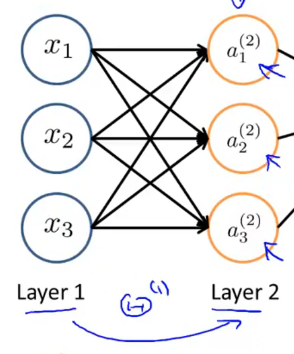 x₁ a₁⁽²⁾
x₂ a₂⁽²⁾
x₃ a₃⁽²⁾
Layer 1 Θ⁽¹⁾ Layer 2